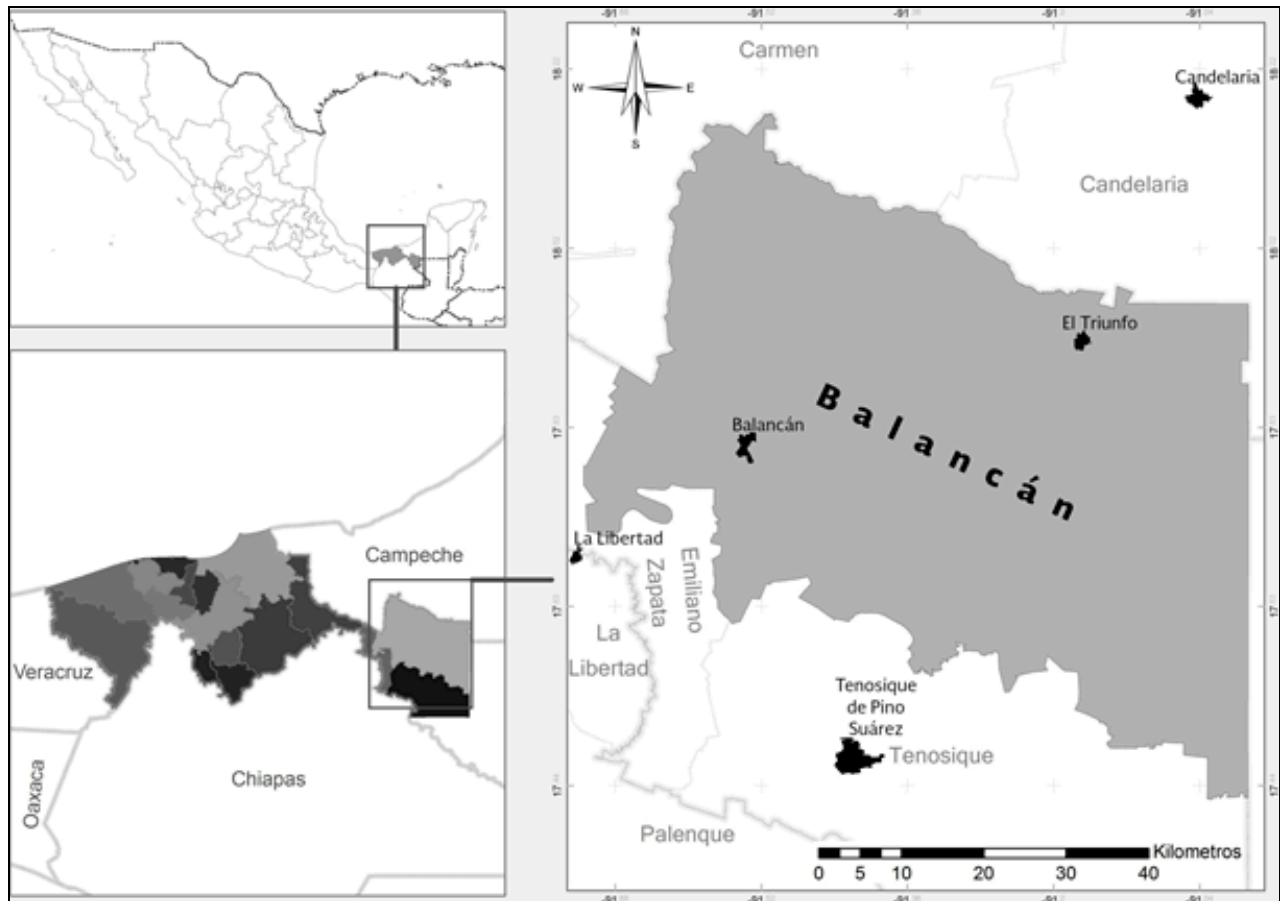 Campeche
Veracruz
Oaxaca
Chiapas
N
W
E
S
Carmen
Candelaria
Candelaria
El Triunfo
Balancán
Balancán
La Libertad
Emiliano
Zapata
La
Libertad
Tenosique
de Pino
Suárez
Tenosique
Palenque
Kilometros
0 5 10 20 30 40